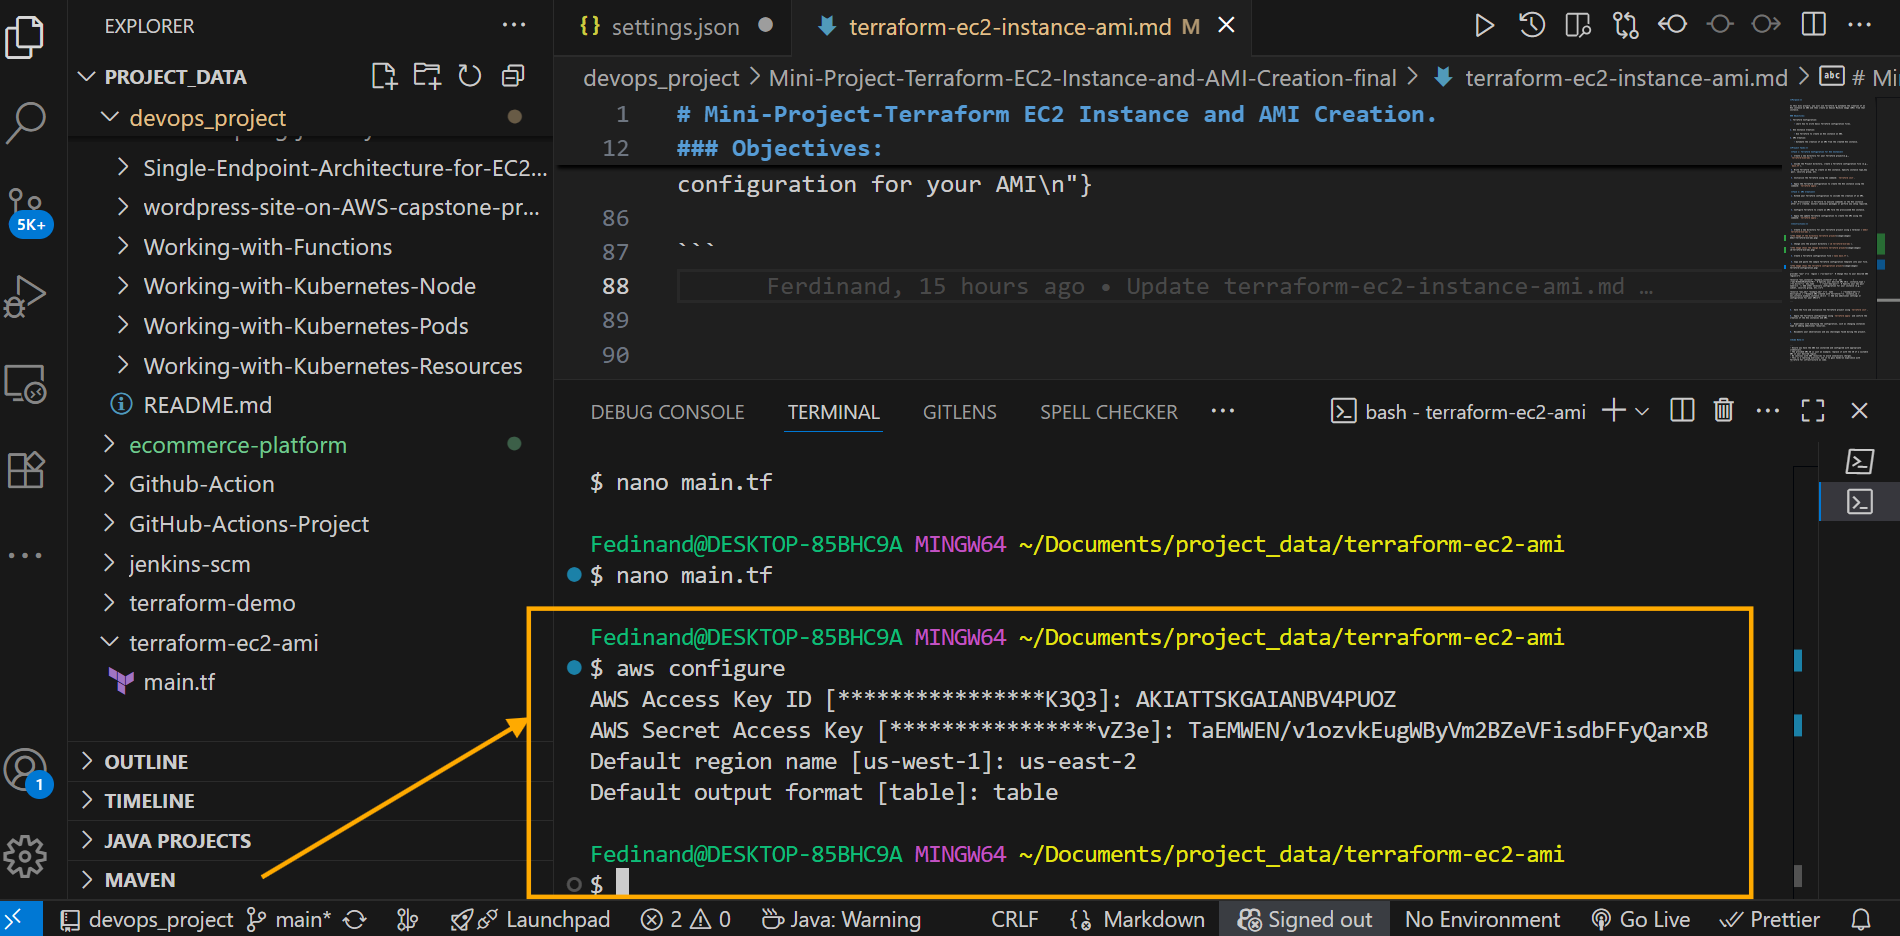 EXPLORER
settings.json
terraform-ec2-instance-ami.md M
PROJECT_DATA
devops_project
Single-Endpoint-Architecture-for-EC2...
wordpress-site-on-AWS-capstone-pr...
Working-with-Functions
Working-with-Kubernetes-Node
Working-with-Kubernetes-Pods
Working-with-Kubernetes-Resources
README.md
ecommerce-platform
Github-Action
GitHub-Actions-Project
jenkins-scm
terraform-demo
terraform-ec2-ami
main.tf
OUTLINE
TIMELINE
JAVA PROJECTS
MAVEN
5K+
1
devops_project > Mini-Project-Terraform-EC2-Instance-and-AMI-Creation-final > terraform-ec2-instance-ami.md > abc # Mi
1 # Mini-Project-Terraform EC2 Instance and AMI Creation.
12 ### Objectives:
configuration for your AMI\n"}
86
87 ```
88 Ferdinand, 15 hours ago • Update terraform-ec2-instance-ami.md …
89
90
DEBUG CONSOLE TERMINAL GITLENS SPELL CHECKER
bash - terraform-ec2-ami
$ nano main.tf
Fedinand@DESKTOP-85BHC9A MINGW64 ~/Documents/project_data/terraform-ec2-ami
$ nano main.tf
Fedinand@DESKTOP-85BHC9A MINGW64 ~/Documents/project_data/terraform-ec2-ami
$ aws configure
AWS Access Key ID [****************K3Q3]: [REDACTED CREDENTIAL]
AWS Secret Access Key [****************vZ3e]: [REDACTED CREDENTIAL]
Default region name [us-west-1]: us-east-2
Default output format [table]: table
Fedinand@DESKTOP-85BHC9A MINGW64 ~/Documents/project_data/terraform-ec2-ami
$
devops_project main* Launchpad 2 0 Java: Warning CRLF Markdown Signed out No Environment Go Live Prettier